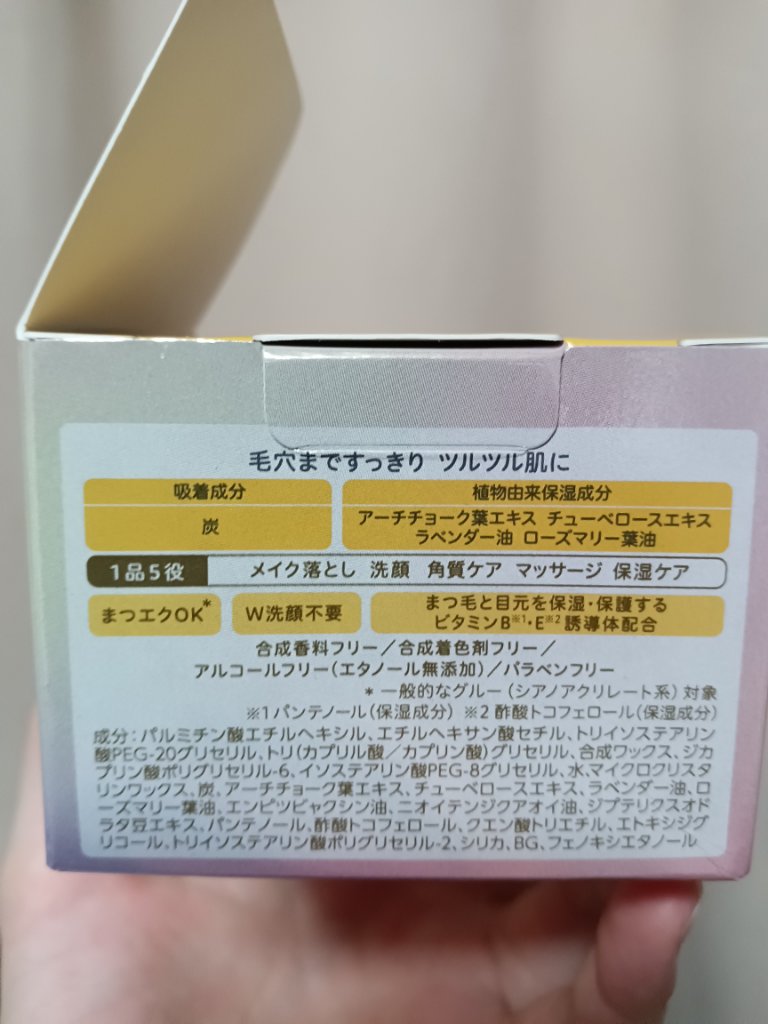 毛穴まですっきり ツルツル肌に
吸着成分
炭
植物由来保湿成分
アーチチョーク葉エキス チューベロースエキス
ラベンダー油 ローズマリー葉油
1品5役 メイク落とし 洗顔 角質ケア マッサージ 保湿ケア
まつエクOK*
W洗顔不要
まつ毛と目元を保湿・保護する
ビタミンB※1・E※2誘導体配合
合成香料フリー／合成着色剤フリー／
アルコールフリー（エタノール無添加）／パラベンフリー
* 一般的なグルー（シアノアクリレート系）対象
※1 パンテノール（保湿成分） ※2 酢酸トコフェロール（保湿成分）
成分：パルミチン酸エチルヘキシル、エチルヘキサン酸セチル、トリイソステアリン
酸PEG-20グリセリル、トリ（カプリル酸／カプリン酸）グリセリル、合成ワックス、ジカ
プリン酸ポリグリセリル-6、イソステアリン酸PEG-8グリセリル、水、マイクロクリスタ
リンワックス、炭、アーチチョーク葉エキス、チューベロースエキス、ラベンダー油、ロ
ーズマリー葉油、エンピツビャクシン油、ニオイテンジクアオイ油、ジプテリクスオド
ラタ豆エキス、パンテノール、酢酸トコフェロール、クエン酸トリエチル、エトキシジグ
リコール、トリイソステアリン酸ポリグリセリル-2、シリカ、BG、フェノキシエタノール